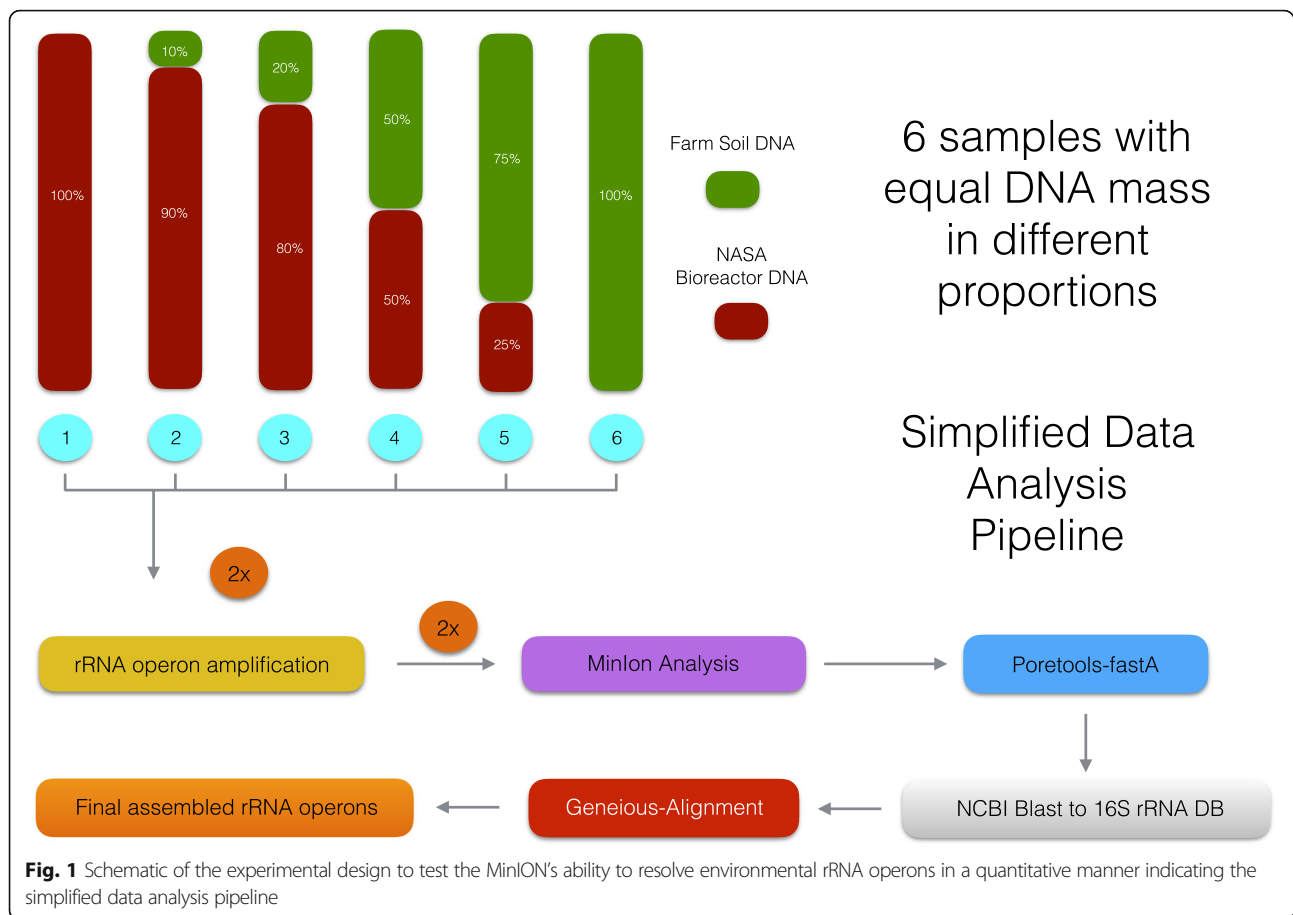 10%
20%
50%
75%
100%
100%
90%
80%
50%
25%
Farm Soil DNA
NASA
Bioreactor DNA
6 samples with
equal DNA mass
in different
proportions
1
2
3
4
5
6
Simplified Data
Analysis
Pipeline
2x
2x
rRNA operon amplification
MinIon Analysis
Poretools-fastA
NCBI Blast to 16S rRNA DB
Geneious-Alignment
Final assembled rRNA operons
Fig. 1 Schematic of the experimental design to test the MinION's ability to resolve environmental rRNA operons in a quantitative manner indicating the
simplified data analysis pipeline